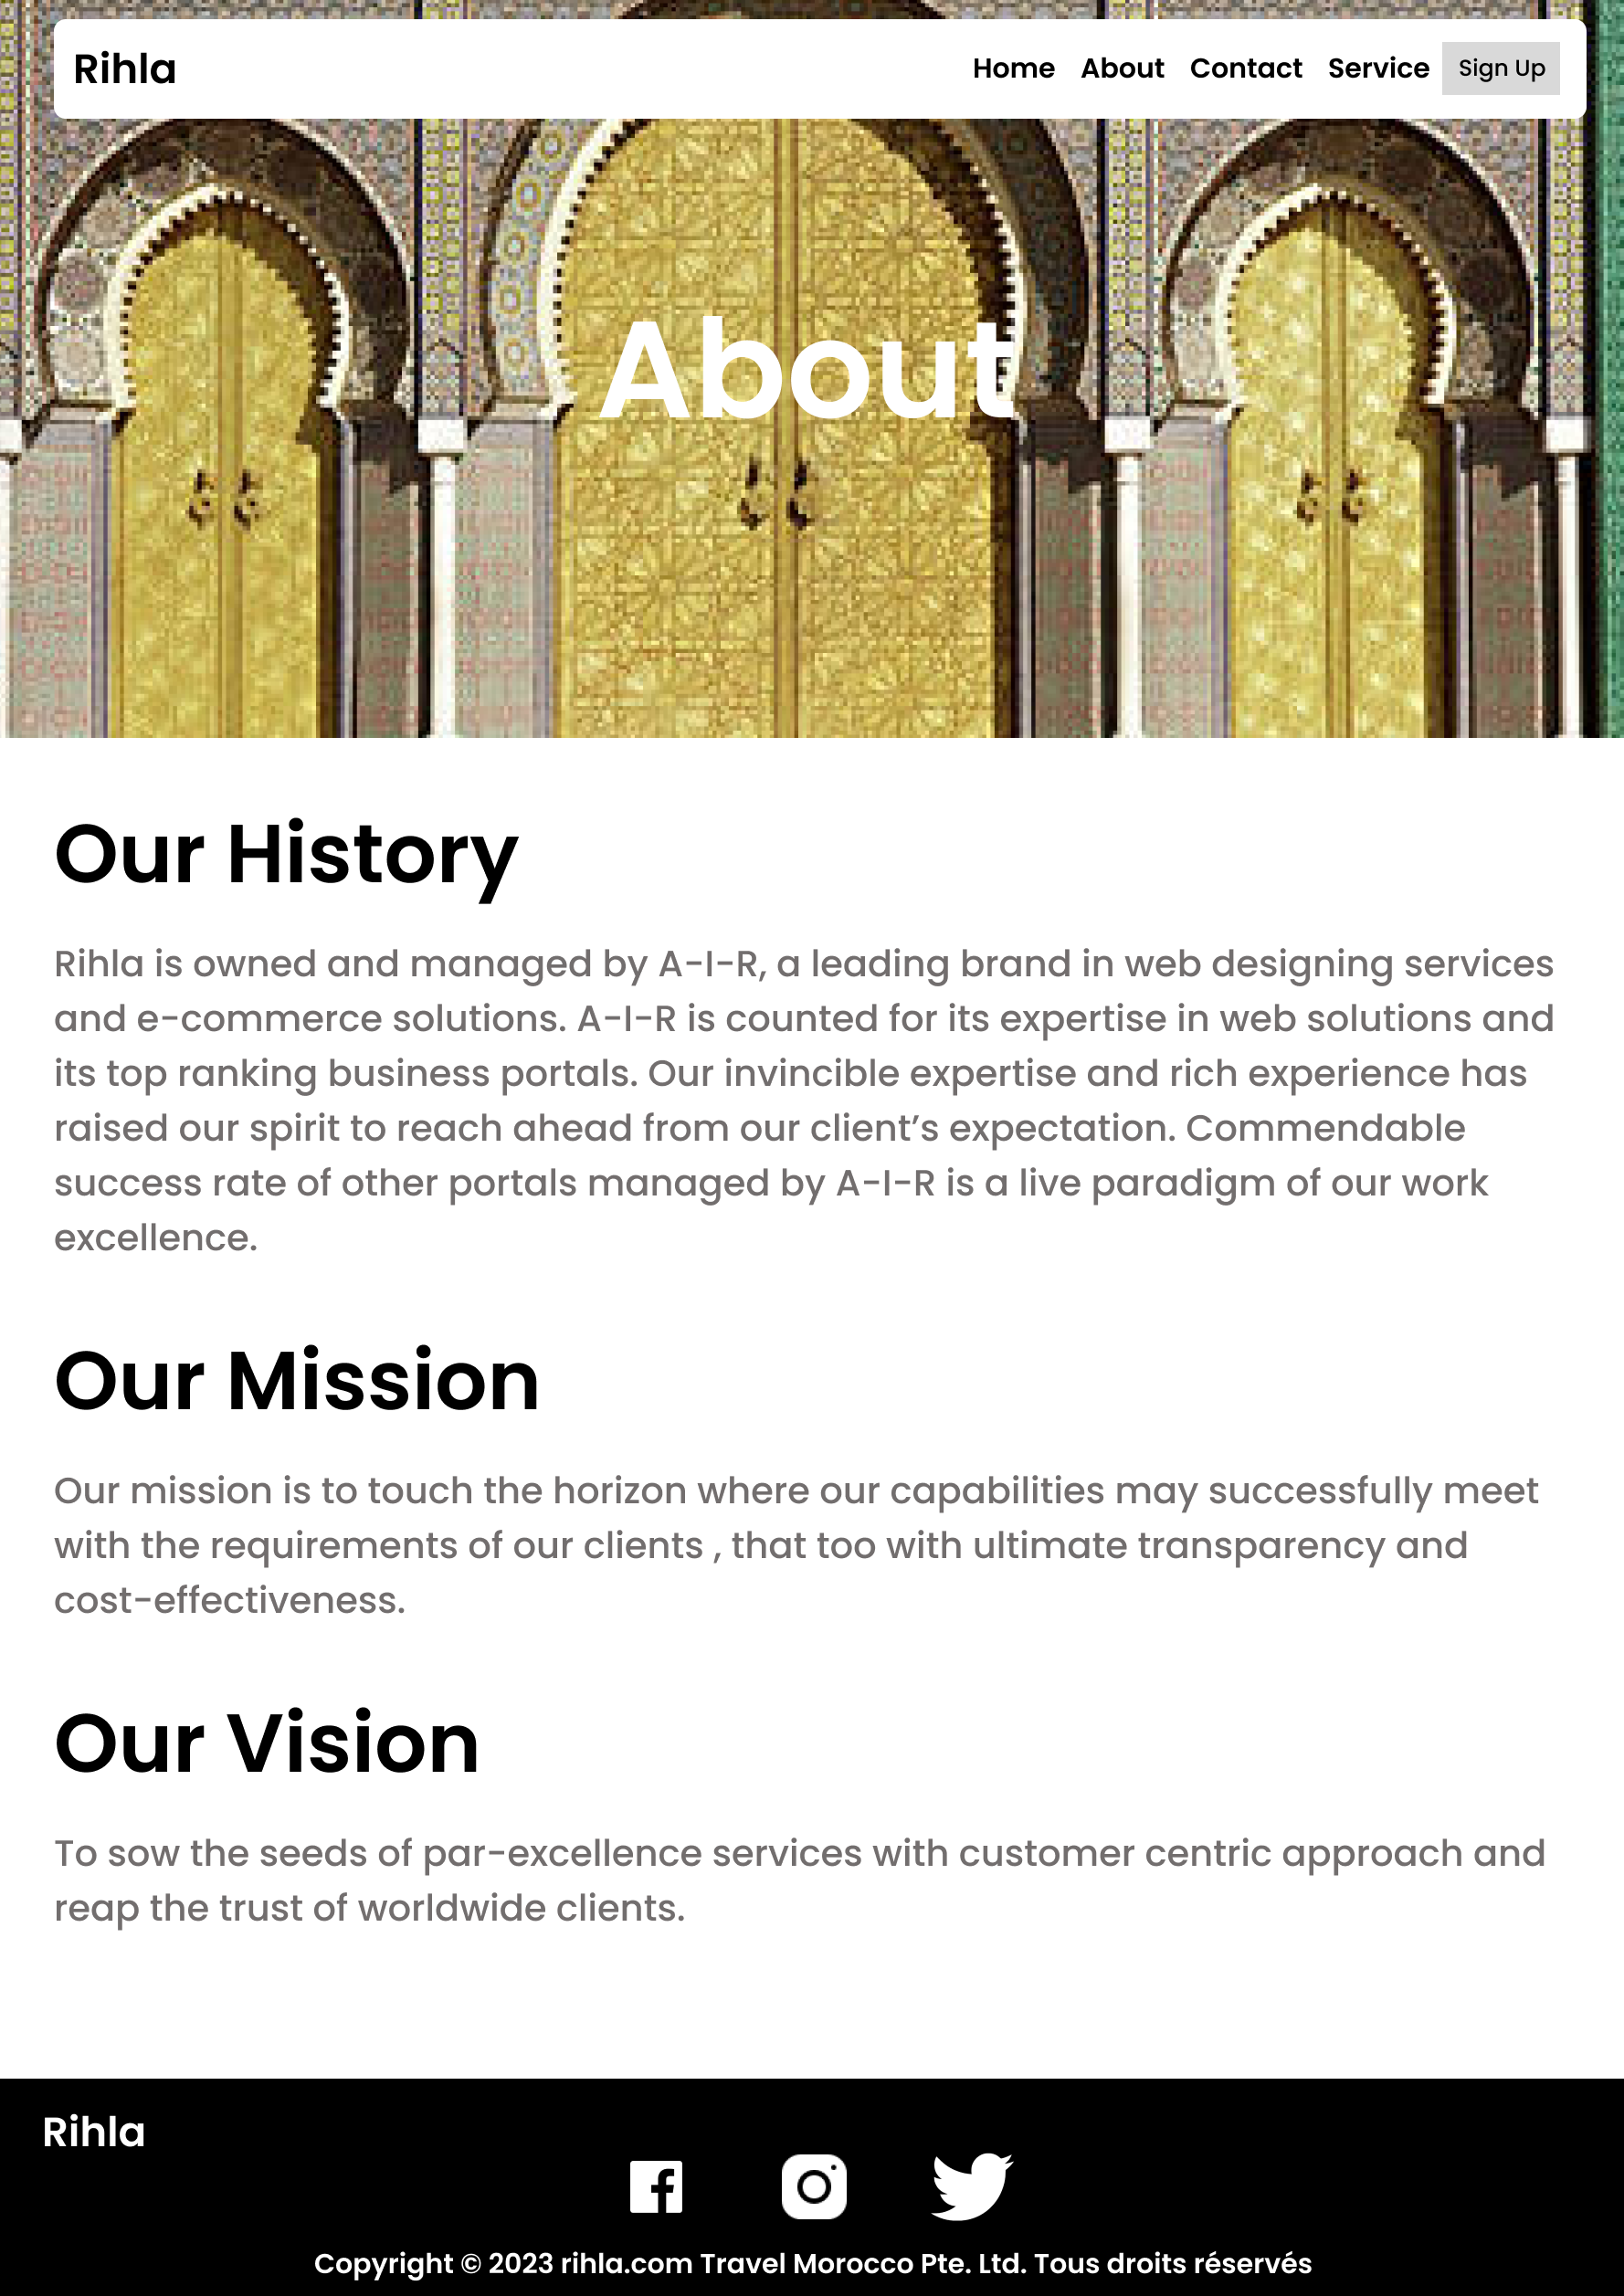 Rihla
Home About Contact Service Sign Up
About
Our History
Rihla is owned and managed by A-I-R, a leading brand in web designing services
and e-commerce solutions. A-I-R is counted for its expertise in web solutions and
its top ranking business portals. Our invincible expertise and rich experience has
raised our spirit to reach ahead from our client’s expectation. Commendable
success rate of other portals managed by A-I-R is a live paradigm of our work
excellence.
Our Mission
Our mission is to touch the horizon where our capabilities may successfully meet
with the requirements of our clients , that too with ultimate transparency and
cost-effectiveness.
Our Vision
To sow the seeds of par-excellence services with customer centric approach and
reap the trust of worldwide clients.
Rihla
Copyright © 2023 rihla.com Travel Morocco Pte. Ltd. Tous droits réservés